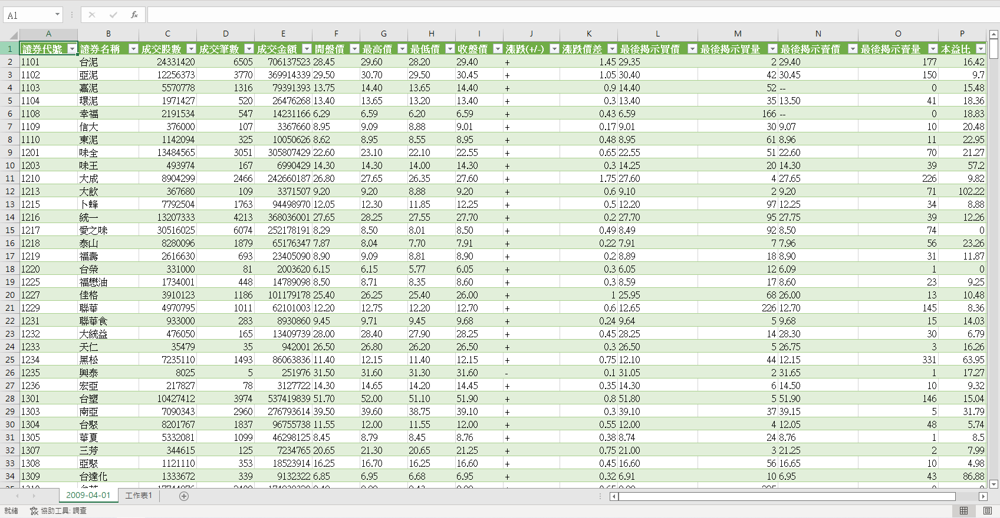 A1 fx
A B C D E F G H I J K L M N O P
1 證券代號 證券名稱 成交股數 成交筆數 成交金額 開盤價 最高價 最低價 收盤價 漲跌(+/-) 漲跌價差 最後揭示買價 最後揭示買量 最後揭示賣價 最後揭示賣量 本益比
2 1101 台泥 24331420 6505 706137523 28.45 29.60 28.20 29.40 + 1.45 29.35 2 29.40 177 16.42
3 1102 亞泥 12256373 3770 369914339 29.50 30.70 29.50 30.45 + 1.05 30.40 42 30.45 150 9.7
4 1103 嘉泥 5570778 1316 79391393 13.75 14.40 13.65 14.40 + 0.9 14.40 52 -- 0 15.48
5 1104 環泥 1971427 520 26476268 13.40 13.65 13.20 13.40 + 0.3 13.40 35 13.50 41 18.36
6 1108 幸福 2191534 547 14231166 6.29 6.59 6.20 6.59 + 0.43 6.59 166 -- 0 18.83
7 1109 信大 376000 107 3367660 8.95 9.09 8.88 9.01 + 0.17 9.01 30 9.07 10 20.48
8 1110 東泥 1142094 325 10050626 8.62 8.95 8.55 8.95 + 0.48 8.95 61 8.96 11 22.95
9 1201 味全 13484565 3051 305807429 22.60 23.10 22.10 22.55 + 0.65 22.55 51 22.60 70 21.27
10 1203 味王 493974 167 6990429 14.30 14.30 14.00 14.30 + 0.3 14.25 20 14.30 39 57.2
11 1210 大成 8904299 2466 242660187 26.80 27.65 26.35 27.60 + 1.75 27.60 4 27.65 226 9.82
12 1213 大飲 367680 109 3371507 9.20 9.20 8.88 9.20 + 0.6 9.10 2 9.20 71 102.22
13 1215 卜蜂 7792504 1763 94498970 12.05 12.30 11.85 12.25 + 0.5 12.20 97 12.25 34 8.88
14 1216 統一 13207333 4213 368036001 27.65 28.25 27.55 27.70 + 0.2 27.70 95 27.75 39 12.26
15 1217 愛之味 30516025 6074 252178191 8.29 8.50 8.01 8.50 + 0.49 8.49 92 8.50 74 0
16 1218 泰山 8280096 1879 65176347 7.87 8.04 7.70 7.91 + 0.22 7.91 7 7.96 56 23.26
17 1219 福壽 2616630 693 23405090 8.90 9.09 8.81 8.90 + 0.2 8.89 18 8.90 31 11.87
18 1220 台榮 331000 81 2003620 6.15 6.15 5.77 6.05 + 0.3 6.05 12 6.09 1 0
19 1225 福懋油 1734001 448 14789098 8.50 8.71 8.35 8.60 + 0.3 8.59 17 8.60 23 9.25
20 1227 佳格 3910123 1186 101179178 25.40 26.25 25.40 26.00 + 1 25.95 68 26.00 13 10.48
21 1229 聯華 4970795 1011 62101003 12.20 12.75 12.20 12.70 + 0.6 12.65 226 12.70 145 8.36
22 1231 聯華食 933000 283 8930860 9.45 9.71 9.45 9.68 + 0.24 9.64 5 9.68 15 14.03
23 1232 大統益 476050 165 13409739 28.00 28.40 27.90 28.25 + 0.45 28.25 14 28.30 30 6.79
24 1233 天仁 35479 35 942001 26.50 26.80 26.20 26.50 + 0.3 26.50 5 26.75 3 16.26
25 1234 黑松 7235110 1493 86063836 11.40 12.15 11.40 12.15 + 0.75 12.10 44 12.15 331 63.95
26 1235 興泰 8025 5 251976 31.50 31.60 31.30 31.60 - 0.1 31.05 2 31.65 1 17.27
27 1236 宏亞 217827 78 3127722 14.30 14.65 14.20 14.45 + 0.35 14.30 6 14.50 10 9.32
28 1301 台塑 10427412 3974 537419839 51.70 52.00 51.10 51.90 + 0.8 51.80 5 51.90 146 15.04
29 1303 南亞 7090343 2960 276793614 39.50 39.60 38.75 39.10 + 0.3 39.10 37 39.15 5 31.79
30 1304 台聚 8201767 1837 96755738 11.55 12.00 11.55 12.00 + 0.55 12.00 4 12.05 48 5.74
31 1305 華夏 5332081 1099 46298125 8.45 8.79 8.45 8.76 + 0.38 8.74 24 8.76 1 8.5
32 1307 三芳 344615 125 7234765 20.65 21.30 20.65 21.25 + 0.75 21.00 3 21.25 2 7.99
33 1308 亞聚 1121110 353 18523914 16.25 16.70 16.25 16.60 + 0.45 16.60 56 16.65 10 4.98
34 1309 台達化 1333672 339 9132322 6.85 6.95 6.68 6.95 + 0.32 6.91 10 6.95 43 86.88
2009-04-01 工作表1
就緒 協助工具: 調查